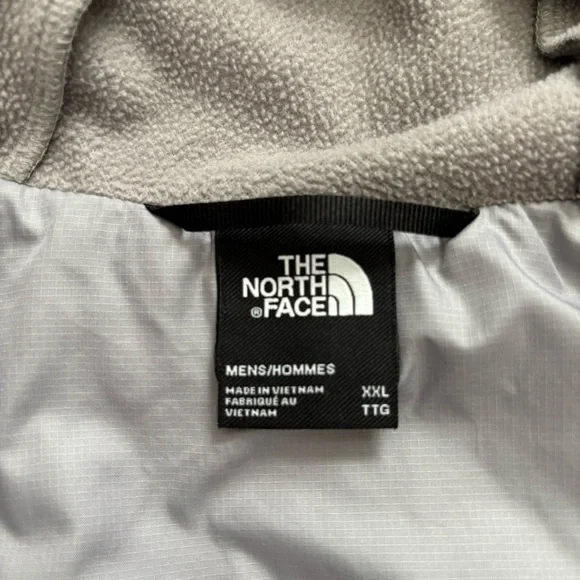 THE
NORTH
®FACE
MENS/HOMMES
MADE IN VIETNAM XXL
FABRIQUÉ AU
VIETNAM TTG